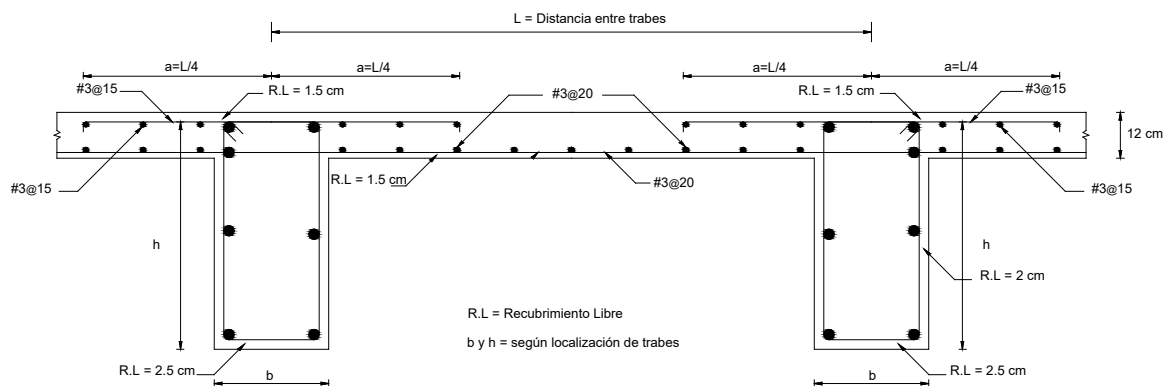 L = Distancia entre trabes
a=L/4
a=L/4
a=L/4
a=L/4
#3@15
R.L = 1.5 cm
#3@20
R.L = 1.5 cm
#3@15
12 cm
#3@15
R.L = 1.5 cm
#3@20
#3@15
h
h
R.L = 2 cm
R.L = Recubrimiento Libre
b y h = según localización de trabes
R.L = 2.5 cm
b
b
R.L = 2.5 cm